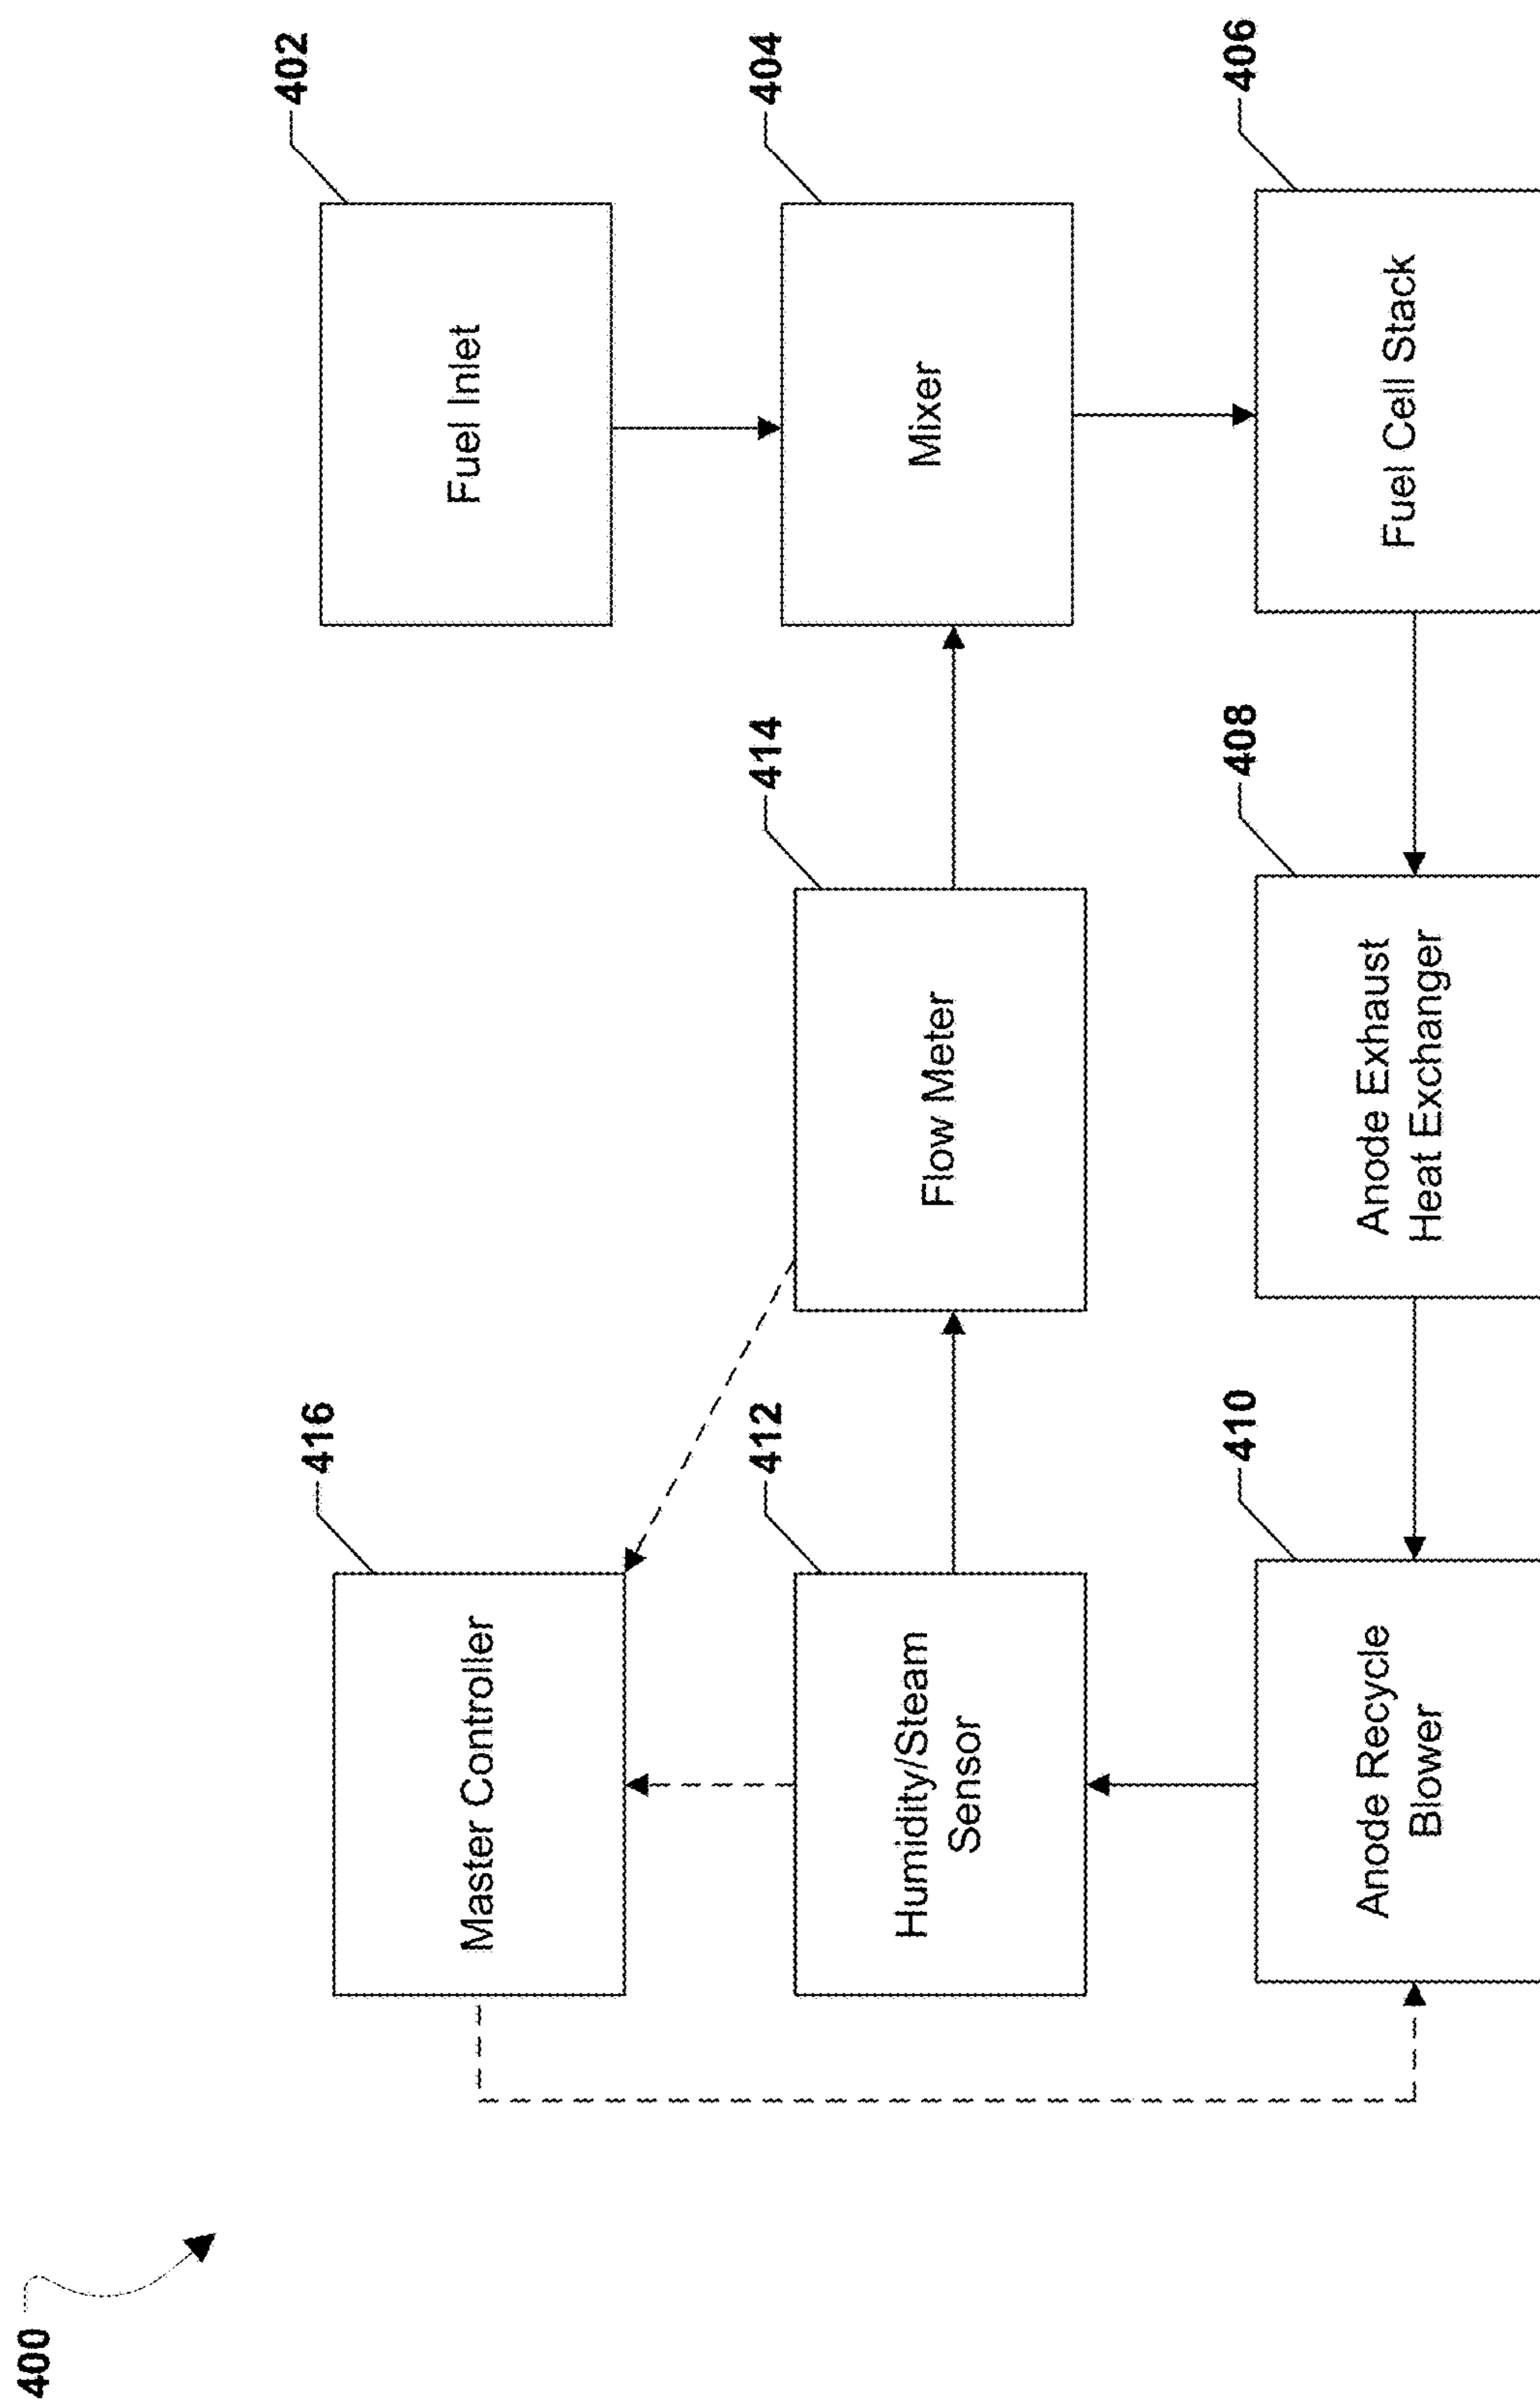 400
416
Master Controller
402
Fuel Inlet
412
Humidity/Steam
Sensor
414
Flow Meter
404
Mixer
410
Anode Recycle
Blower
408
Anode Exhaust
Heat Exchanger
406
Fuel Cell Stack